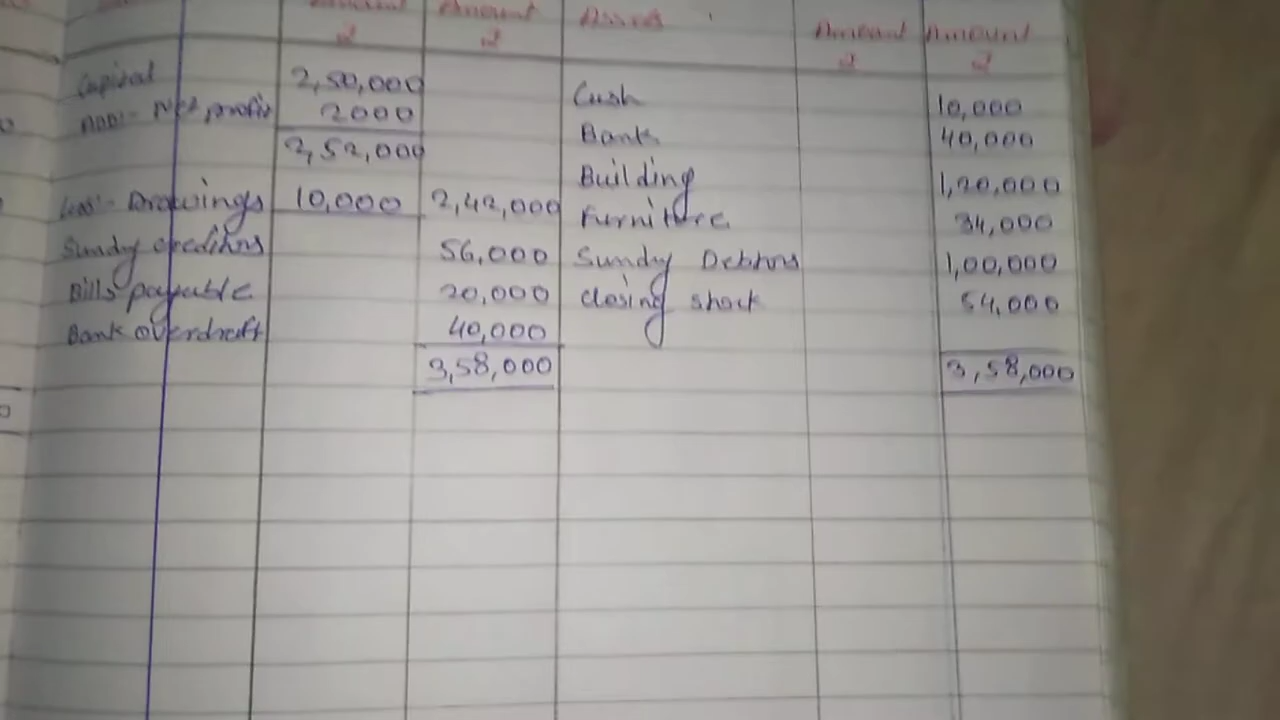 Amount Amount Assets Amount Amount
₹ ₹ ₹ ₹
Capital 2,50,000 Cash 10,000
Add:- Net profit 2000 Bank 40,000
2,52,000 Building 1,20,000
Less:- Drawings 10,000 2,42,000 Furniture 34,000
Sundry creditors 56,000 Sundry Debtors 1,00,000
Bills payable 20,000 closing stock 54,000
Bank overdraft 40,000
3,58,000 3,58,000